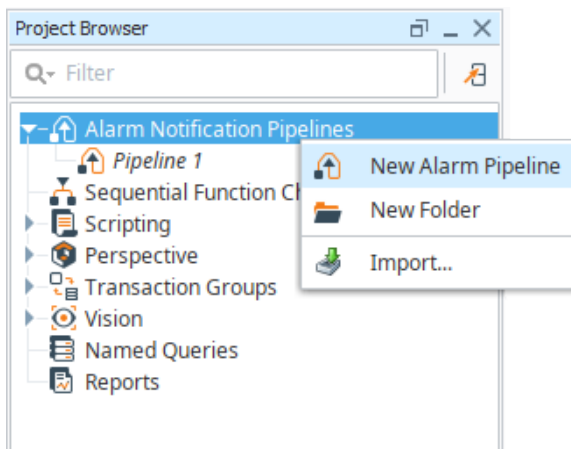 Project Browser
Filter
Alarm Notification Pipelines
Pipeline 1
New Alarm Pipeline
Sequential Function Ch
New Folder
Scripting
Perspective
Import...
Transaction Groups
Vision
Named Queries
Reports